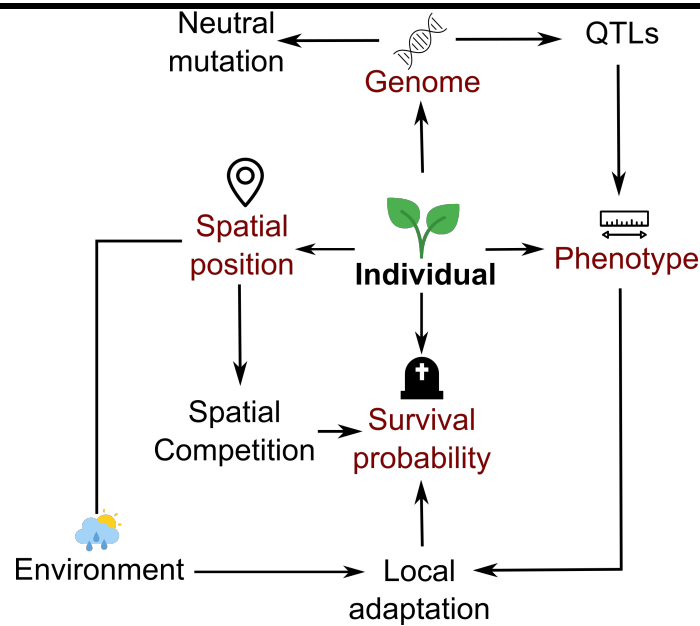 Neutral
mutation
Genome
QTLs
Spatial
position
Individual
Phenotype
Spatial
Competition
Survival
probability
Environment
Local
adaptation